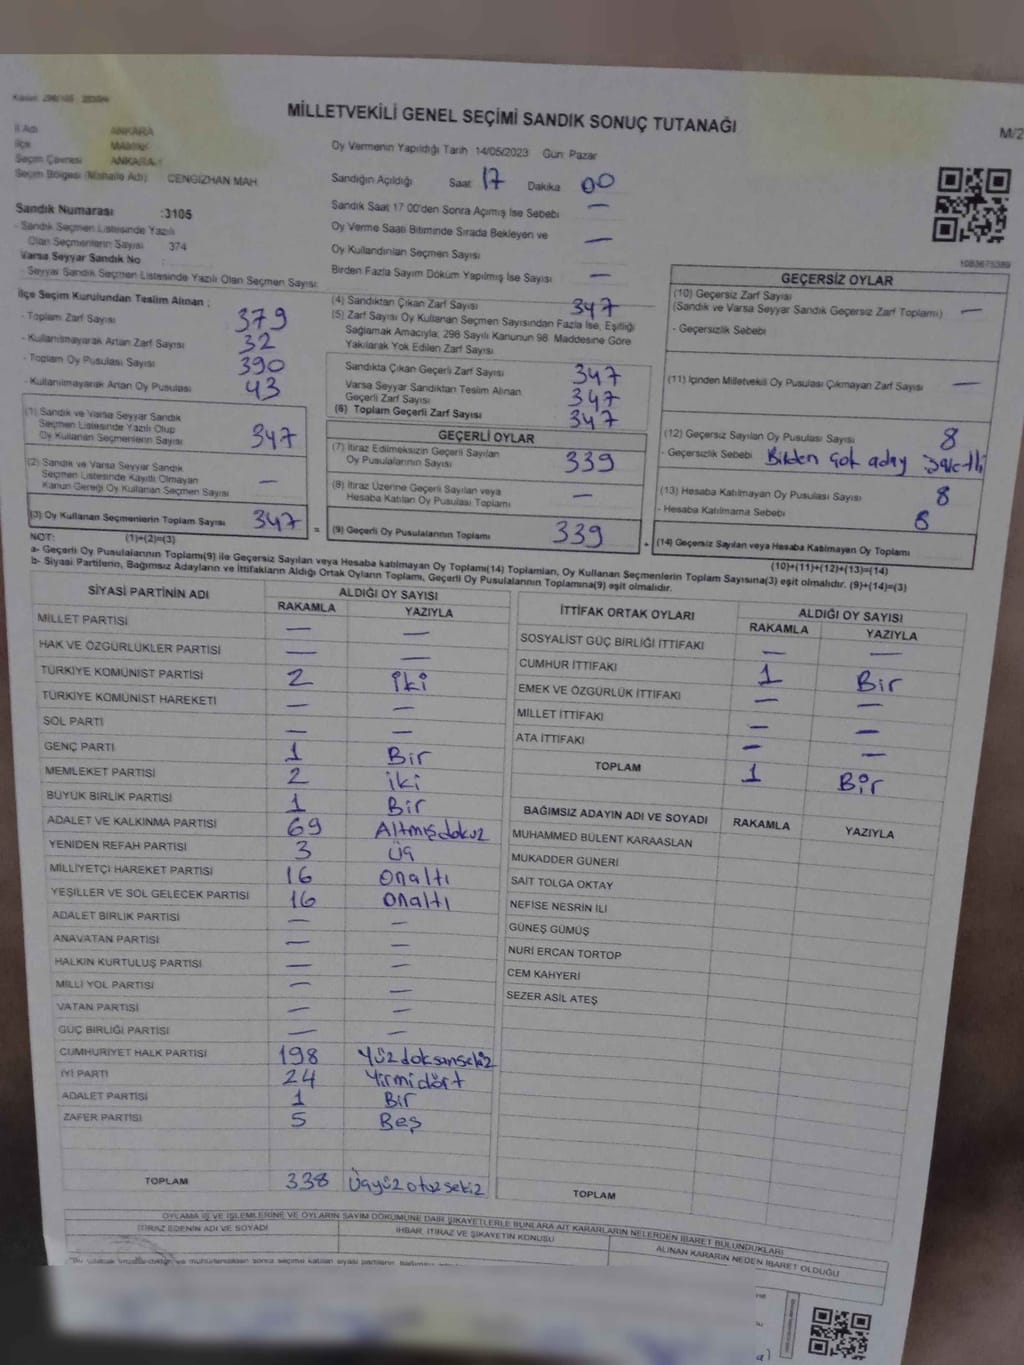 MİLLETVEKİLİ GENEL SEÇİMİ SANDIK SONUÇ TUTANAĞI
M/2
İl Adı ANKARA
İlçe MAMAK
Seçim Çevresi ANKARA-1
Seçim Bölgesi (Mahalle Adı) CENGİZHAN MAH.
Sandık Numarası :3105
- Sandık Seçmen Listesinde Yazılı
Olan Seçmenlerin Sayısı 374
Varsa Seyyar Sandık No
- Seyyar Sandık Seçmen Listesinde Yazılı Olan Seçmen Sayısı:
Oy Vermenin Yapıldığı Tarih 14/05/2023 Gün: Pazar
Sandığın Açıldığı Saat 17 Dakika 00
Sandık Saat 17 00'den Sonra Açılmış İse Sebebi —
Oy Verme Saati Bitiminde Sırada Bekleyen ve
Oy Kullandırılan Seçmen Sayısı —
Birden Fazla Sayım Döküm Yapılmış İse Sayısı —
1083675389
İlçe Seçim Kurulundan Teslim Alınan :
- Toplam Zarf Sayısı 379
- Kullanılmayarak Artan Zarf Sayısı 32
- Toplam Oy Pusulası Sayısı 390
- Kullanılmayarak Artan Oy Pusulası 43
(1) Sandık ve Varsa Seyyar Sandık
Seçmen Listesinde Yazılı Olup
Oy Kullanan Seçmenlerin Sayısı 347
(2) Sandık ve Varsa Seyyar Sandık
Seçmen Listesinde Kayıtlı Olmayan
Kanun Gereği Oy Kullanan Seçmen Sayısı —
(3) Oy Kullanan Seçmenlerin Toplam Sayısı 347 =
(4) Sandıktan Çıkan Zarf Sayısı 347
(5) Zarf Sayısı Oy Kullanan Seçmen Sayısından Fazla İse, Eşitliği
Sağlamak Amacıyla, 298 Sayılı Kanunun 98. Maddesine Göre
Yakılarak Yok Edilen Zarf Sayısı
Sandıkta Çıkan Geçerli Zarf Sayısı 347
Varsa Seyyar Sandıktan Teslim Alınan
Geçerli Zarf Sayısı 347
(6) Toplam Geçerli Zarf Sayısı 347
GEÇERLİ OYLAR
(7) İtiraz Edilmeksizin Geçerli Sayılan
Oy Pusulalarının Sayısı 339
(8) İtiraz Üzerine Geçerli Sayılan veya
Hesaba Katılan Oy Pusulası Toplamı —
(9) Geçerli Oy Pusulalarının Toplamı 339 +
GEÇERSİZ OYLAR
(10) Geçersiz Zarf Sayısı
(Sandık ve Varsa Seyyar Sandık Geçersiz Zarf Toplamı) —
- Geçersizlik Sebebi
(11) İçinden Milletvekili Oy Pusulası Çıkmayan Zarf Sayısı —
(12) Geçersiz Sayılan Oy Pusulası Sayısı 8
- Geçersizlik Sebebi Birden çok aday işaretli
(13) Hesaba Katılmayan Oy Pusulası Sayısı 8
- Hesaba Katılmama Sebebi 8
(14) Geçersiz Sayılan veya Hesaba Katılmayan Oy Toplamı
NOT: (1)+(2)=(3) (10)+(11)+(12)+(13)=(14)
a- Geçerli Oy Pusulalarının Toplamı(9) ile Geçersiz Sayılan veya Hesaba katılmayan Oy Toplamı(14) Toplamları, Oy Kullanan Seçmenlerin Toplam Sayısına(3) eşit olmalıdır. (9)+(14)=(3)
b- Siyasi Partilerin, Bağımsız Adayların ve İttifakların Aldığı Ortak Oyların Toplamı, Geçerli Oy Pusulalarının Toplamına(9) eşit olmalıdır.
SİYASİ PARTİNİN ADI ALDIĞI OY SAYISI
RAKAMLA YAZIYLA
MİLLET PARTİSİ — —
HAK VE ÖZGÜRLÜKLER PARTİSİ — —
TÜRKİYE KOMÜNİST PARTİSİ 2 iki
TÜRKİYE KOMÜNİST HAREKETİ — —
SOL PARTİ — —
GENÇ PARTİ 1 Bir
MEMLEKET PARTİSİ 2 iki
BÜYÜK BİRLİK PARTİSİ 1 Bir
ADALET VE KALKINMA PARTİSİ 69 Altmışdokuz
YENİDEN REFAH PARTİSİ 3 üç
MİLLİYETÇİ HAREKET PARTİSİ 16 onaltı
YEŞİLLER VE SOL GELECEK PARTİSİ 16 onaltı
ADALET BİRLİK PARTİSİ — —
ANAVATAN PARTİSİ — —
HALKIN KURTULUŞ PARTİSİ — —
MİLLİ YOL PARTİSİ — —
VATAN PARTİSİ — —
GÜÇ BİRLİĞİ PARTİSİ — —
CUMHURİYET HALK PARTİSİ 198 Yüzdoksansekiz
İYİ PARTİ 24 Yirmidört
ADALET PARTİSİ 1 Bir
ZAFER PARTİSİ 5 Beş
TOPLAM 338 Üçyüzotuzsekiz
İTTİFAK ORTAK OYLARI ALDIĞI OY SAYISI
RAKAMLA YAZIYLA
SOSYALİST GÜÇ BİRLİĞİ İTTİFAKI — —
CUMHUR İTTİFAKI 1 Bir
EMEK VE ÖZGÜRLÜK İTTİFAKI — —
MİLLET İTTİFAKI — —
ATA İTTİFAKI — —
TOPLAM 1 Bir
BAĞIMSIZ ADAYIN ADI VE SOYADI RAKAMLA YAZIYLA
MUHAMMED BÜLENT KARAASLAN
MUKADDER GÜNERİ
SAİT TOLGA OKTAY
NEFİSE NESRİN İLİ
GÜNEŞ GÜMÜŞ
NURİ ERCAN TORTOP
CEM KAHYERİ
SEZER ASİL ATEŞ
TOPLAM
OYLAMA İŞ VE İŞLEMLERİNE VE OYLARIN SAYIM DÖKÜMÜNE DAİR ŞİKAYETLERLE BUNLARA AİT KARARLARIN NELERDEN İBARET BULUNDUKLARI
İTİRAZ EDENİN ADI VE SOYADI İHBAR, İTİRAZ VE ŞİKAYETİN KONUSU ALINAN KARARIN NEDEN İBARET OLDUĞU